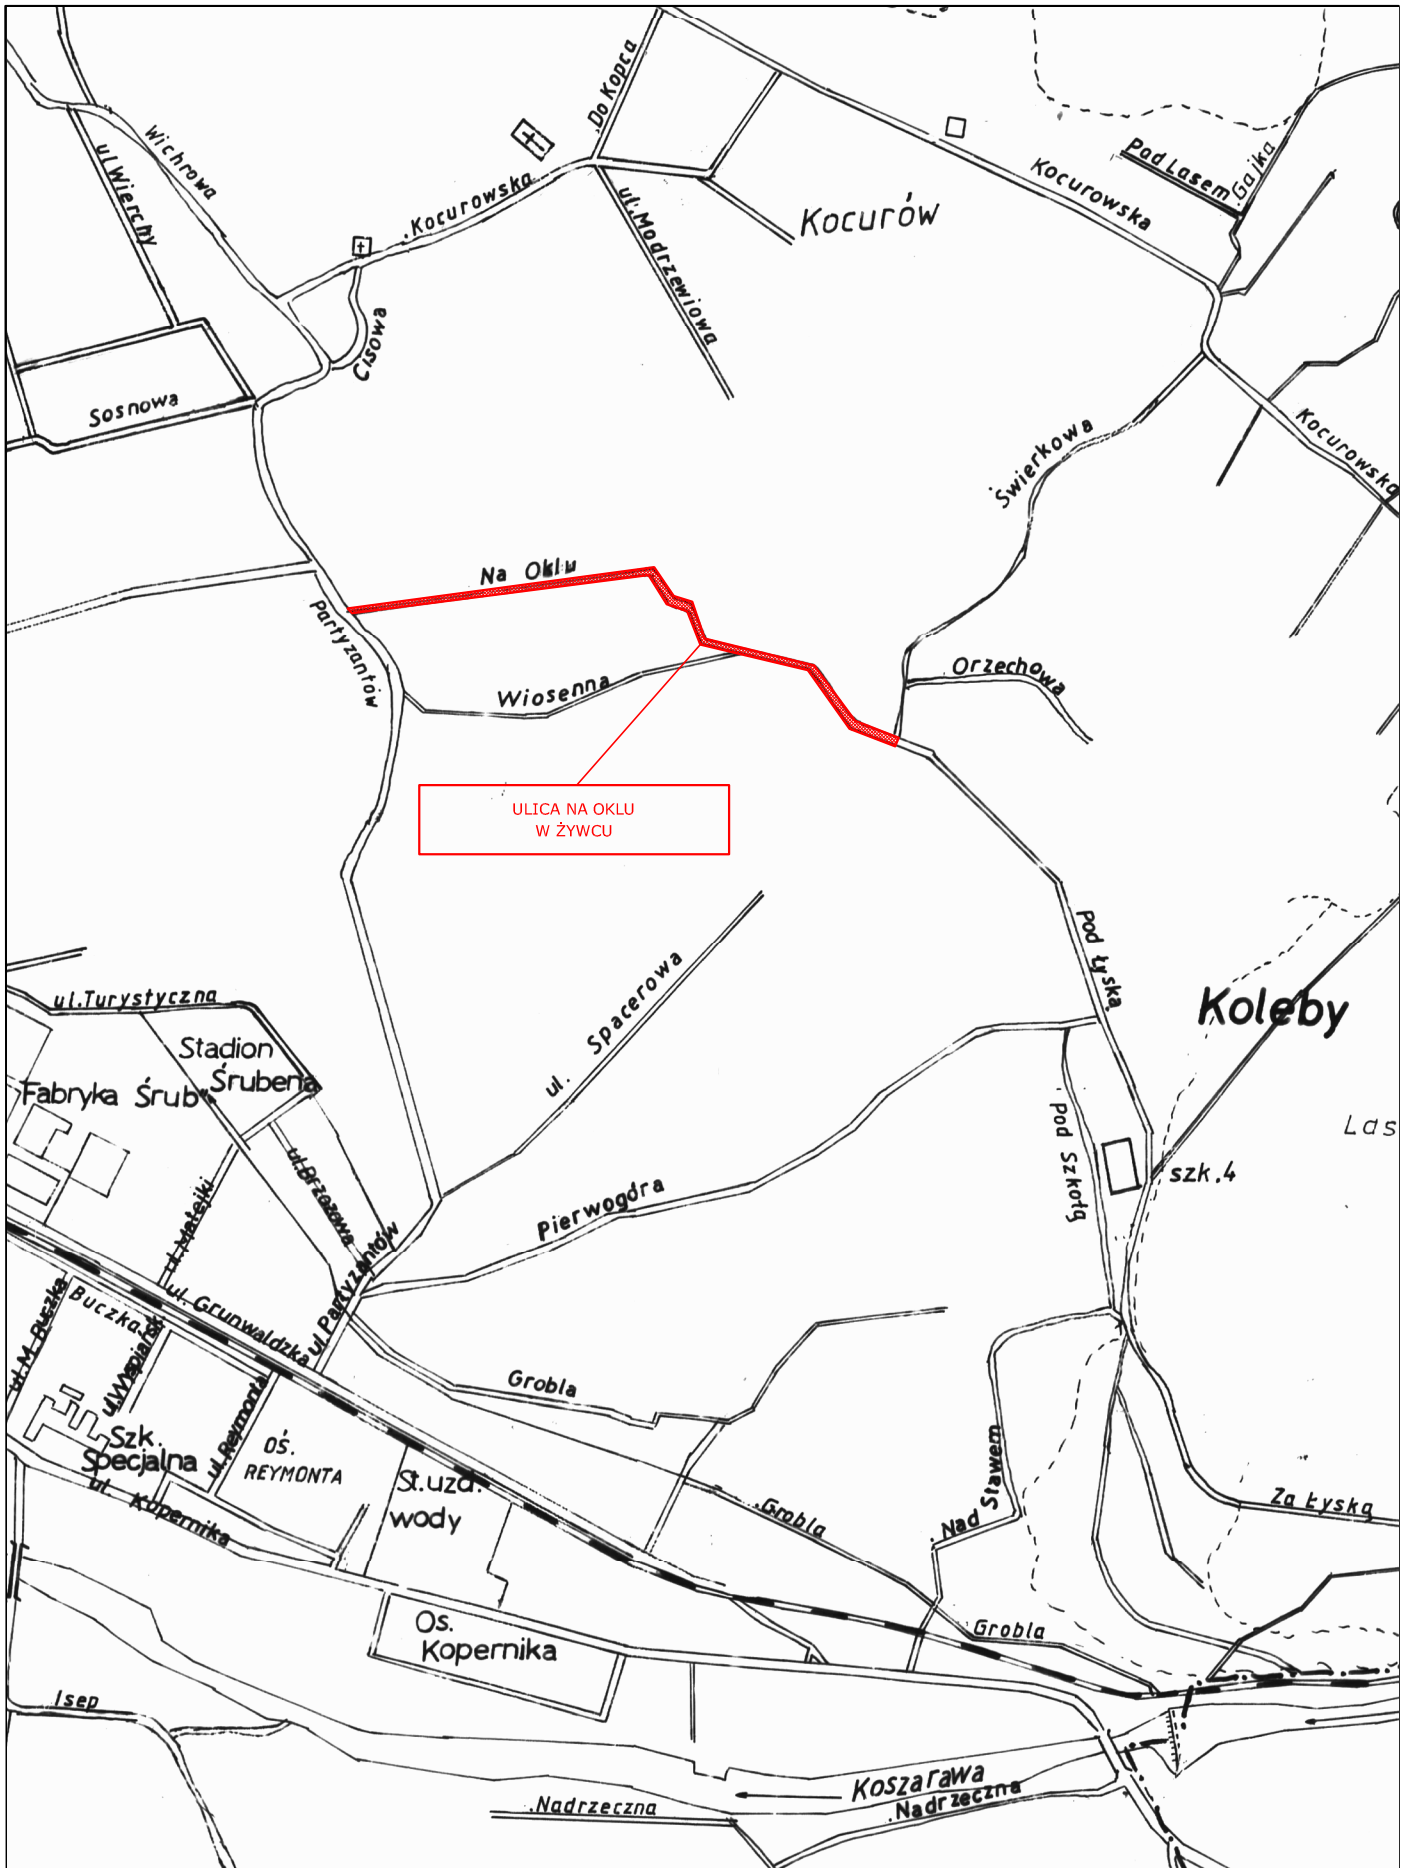 Do Kopca
Wichrowa
ul Wierchy
.Kocurowska
ul.Modrzewiowa
Kocurów
Kocurowska
Pad Lasem
Gajka
Cisowa
Sosnowa
Świerkowa
Kocurowska
Na Oklu
Partyzantów
Wiosenna
Orzechowa
ULICA NA OKLU
W ŻYWCU
Pod Łyską
ul. Spacerowa
Koleby
ul.Turystyczna
Stadion
Śrubena
Fabryka Śrub
Las
Pod Szkołą
szk.4
ul.Brzozowa
ul.Matejki
Pierwogóra
ul.Partyzantów
ul. Grunwaldzka
ul.M.Buczka
Buczka
Grobla
ul.Reymonta
Szk.
Specjalna
OŚ.
REYMONTA
St.uzd.
wody
ul. Kopernika
.Grobla
Nad Stawem
Za Łyską
Os.
Kopernika
Grobla
Isep
Koszarawa
.Nadrzeczna
.Nadrzeczna